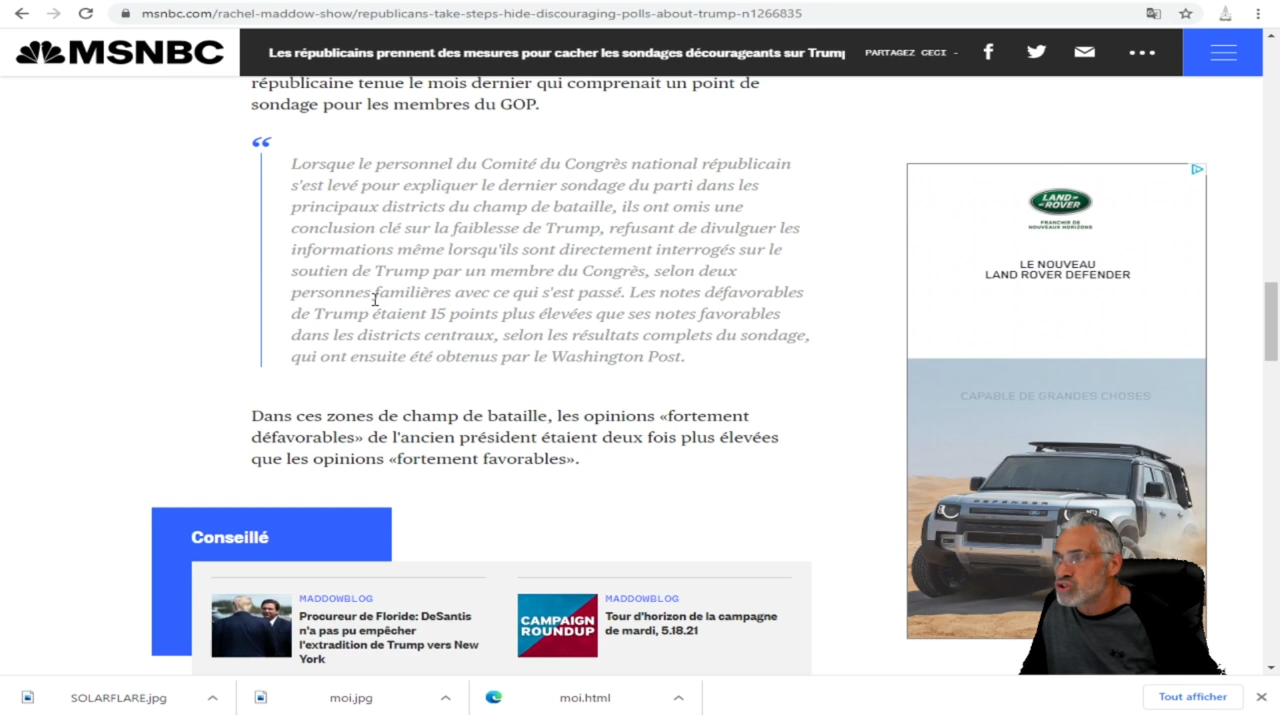 msnbc.com/rachel-maddow-show/republicans-take-steps-hide-discouraging-polls-about-trump-n1266835
MSNBC
Les républicains prennent des mesures pour cacher les sondages décourageants sur Trump
PARTAGEZ CECI -
républicaine tenue le mois dernier qui comprenait un point de
sondage pour les membres du GOP.
“
Lorsque le personnel du Comité du Congrès national républicain
s'est levé pour expliquer le dernier sondage du parti dans les
principaux districts du champ de bataille, ils ont omis une
conclusion clé sur la faiblesse de Trump, refusant de divulguer les
informations même lorsqu'ils sont directement interrogés sur le
soutien de Trump par un membre du Congrès, selon deux
personnes familières avec ce qui s'est passé. Les notes défavorables
de Trump étaient 15 points plus élevées que ses notes favorables
dans les districts centraux, selon les résultats complets du sondage,
qui ont ensuite été obtenus par le Washington Post.
Dans ces zones de champ de bataille, les opinions «fortement
défavorables» de l'ancien président étaient deux fois plus élevées
que les opinions «fortement favorables».
Conseillé
MADDOWBLOG
Procureur de Floride: DeSantis
n'a pas pu empêcher
l'extradition de Trump vers New
York
CAMPAIGN
ROUNDUP
MADDOWBLOG
Tour d'horizon de la campagne
de mardi, 5.18.21
LAND-
ROVER
FRANCHIR DE
NOUVEAUX HORIZONS
LE NOUVEAU
LAND ROVER DEFENDER
CAPABLE DE GRANDES CHOSES
DEFENDER
SOLARFLARE.jpg
moi.jpg
moi.html
Tout afficher